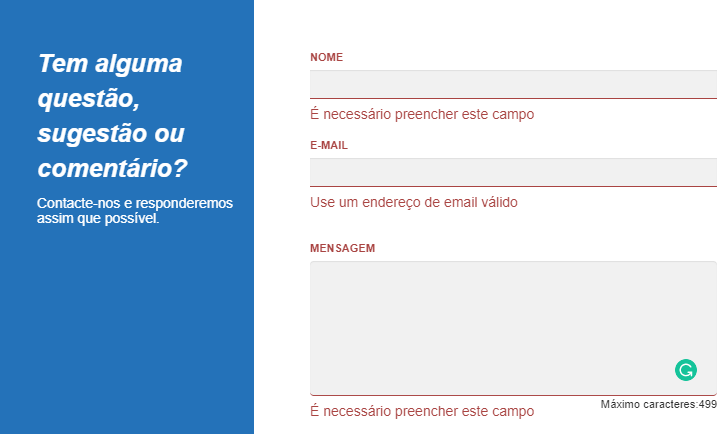 Tem alguma
questão,
sugestão ou
comentário?
Contacte-nos e responderemos
assim que possível.
NOME
É necessário preencher este campo
E-MAIL
Use um endereço de email válido
MENSAGEM
Máximo caracteres:499
É necessário preencher este campo